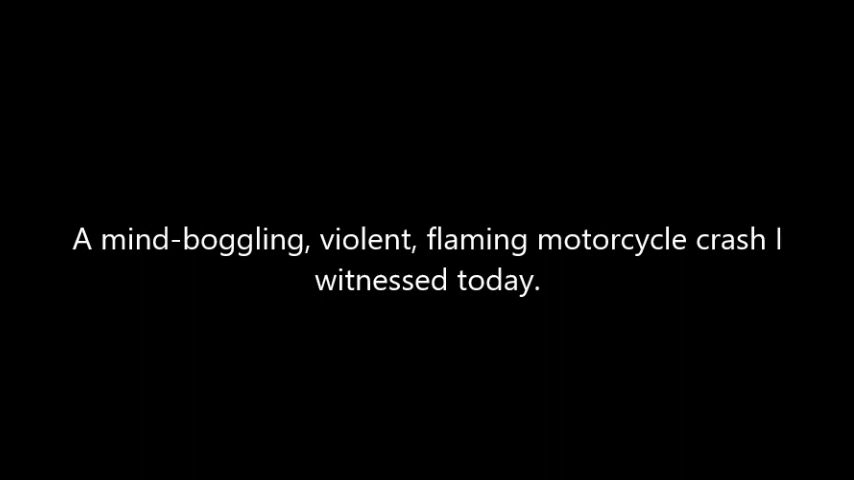 A mind-boggling, violent, flaming motorcycle crash I
witnessed today.